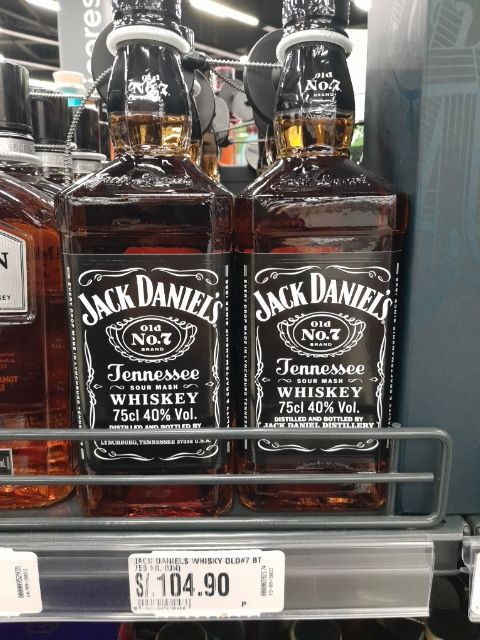 Old
No.7
BRAND
Old
No.7
BRAND
JACK DANIEL'S
Old
No.7
BRAND
Tennessee
SOUR MASH
WHISKEY
75cl 40% Vol.
DISTILLED AND BOTTLED BY
LYNCHBURG, TENNESSEE 37352 U.S.A.
JACK DANIEL'S
Old
No.7
BRAND
Tennessee
SOUR MASH
WHISKEY
75cl 40% Vol.
DISTILLED AND BOTTLED BY
JACK DANIEL DISTILLERY
N
KEY
JACK DANIELS WHISKY OLD#7 BT
750 ML (UN)
S/ 104.90
P